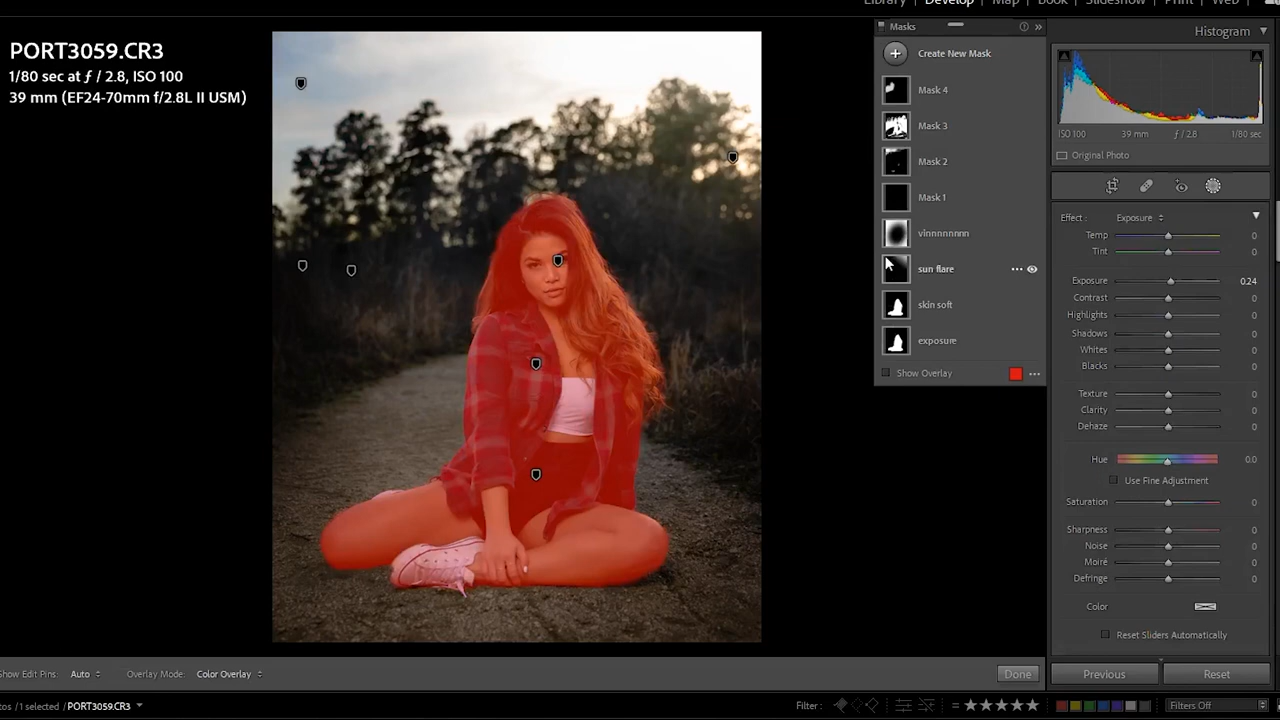 Library Develop Map Book Slideshow Print Web
PORT3059.CR3
1/80 sec at ƒ / 2.8, ISO 100
39 mm (EF24-70mm f/2.8L II USM)
Masks
Create New Mask
Mask 4
Mask 3
Mask 2
Mask 1
sun flare
skin soft
exposure
Show Overlay
Histogram
ISO 100 39 mm ƒ / 2.8 1/80 sec
Original Photo
Effect : Exposure
Temp 0
Tint 0
Exposure 0.24
Contrast 0
Highlights 0
Shadows 0
Whites 0
Blacks 0
Texture 0
Clarity 0
Dehaze 0
Hue 0.0
Use Fine Adjustment
Saturation 0
Sharpness 0
Noise 0
Moiré 0
Defringe 0
Color
Reset Sliders Automatically
Show Edit Pins: Auto Overlay Mode: Color Overlay Done
Previous Reset
otos / 1 selected / PORT3059.CR3 Filter : Filters Off